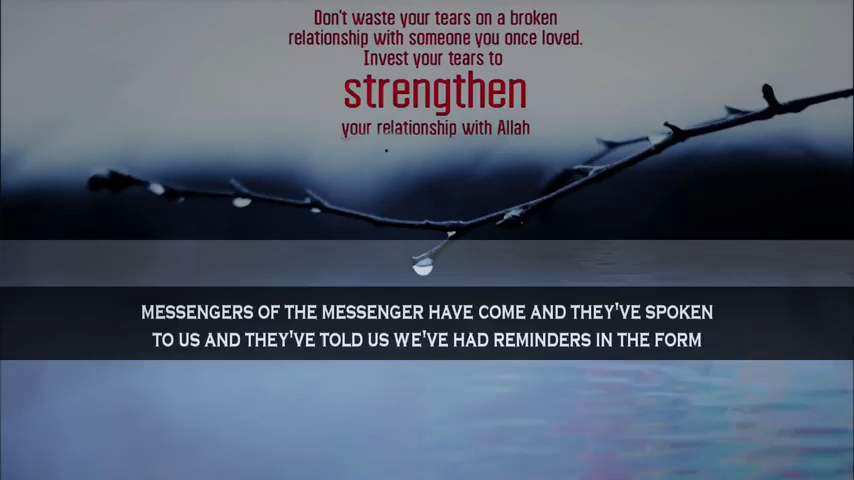 Don't waste your tears on a broken
relationship with someone you once loved.
Invest your tears to
strengthen
your relationship with Allah
MESSENGERS OF THE MESSENGER HAVE COME AND THEY'VE SPOKEN
TO US AND THEY'VE TOLD US WE'VE HAD REMINDERS IN THE FORM